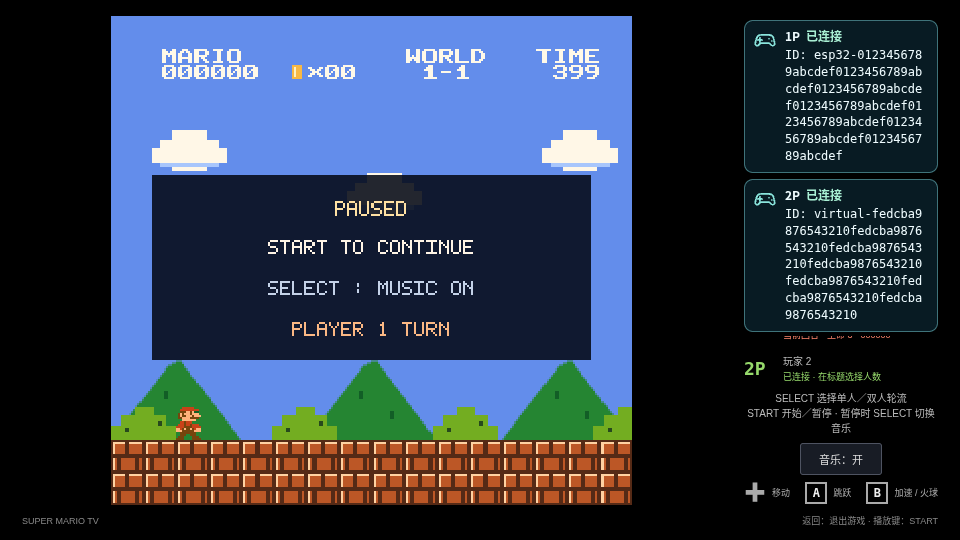 MARIO WORLD TIME
000000 x00 1-1 399
PAUSED
START TO CONTINUE
SELECT : MUSIC ON
PLAYER 1 TURN
SUPER MARIO TV
1P 已连接
ID: esp32-012345678
9abcdef0123456789ab
cdef0123456789abcde
f0123456789abcdef01
23456789abcdef01234
56789abcdef01234567
89abcdef
2P 已连接
ID: virtual-fedcba9
876543210fedcba9876
543210fedcba9876543
210fedcba9876543210
fedcba9876543210fed
cba9876543210fedcba
9876543210
2P 玩家 2
已连接 · 在标题选择人数
SELECT 选择单人／双人轮流
START 开始／暂停 · 暂停时 SELECT 切换
音乐
音乐: 开
移动 A 跳跃 B 加速 / 火球
返回: 退出游戏 · 播放键: START